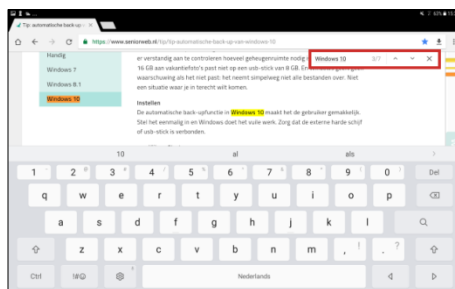 Tip: automatische back-up -
https://www.seniorweb.nl/tip/tip-automatische-back-up-van-windows-10
Windows 10 3/7
Handig
Windows 7
Windows 8.1
Windows 10
er verstandig aan te controleren hoeveel geheugenruimte nodig
16 GB aan vakantiefoto's past niet op een usb-stick van 8 GB.
waarschuwing als het niet past: het neemt simpelweg niet alle bestanden over. Niet
een situatie waar je in terecht wilt komen.
Instellen
De automatische back-upfunctie in Windows 10 maakt het de gebruiker gemakkelijk.
Stel het eenmalig in en Windows doet het vuile werk. Zorg dat de externe harde schijf
of usb-stick is verbonden.
10 al als
1 2 3 4 5 6 7 8 9 0 Del
q w e r t y u i o p
a s d f g h j k l
z x c v b n m , ! . ?
Ctrl !#☺ Nederlands